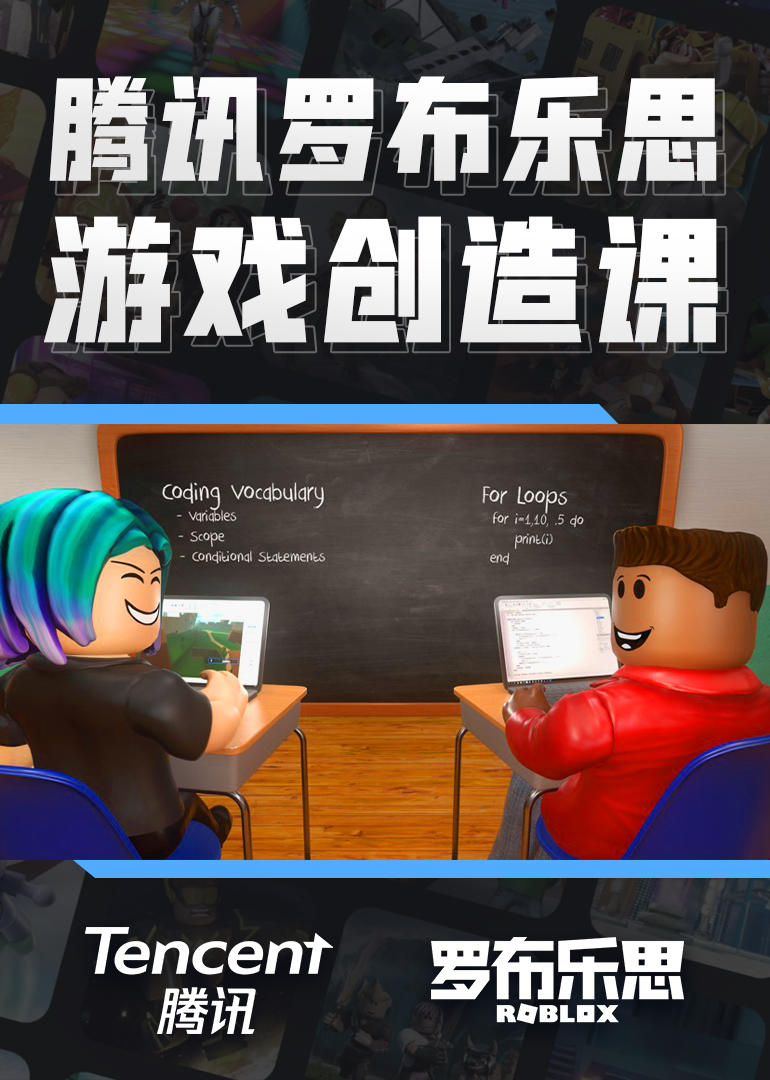 腾讯罗布乐思
游戏创造课
Coding Vocabulary
- Variables
- Scope
- Conditional Statements
For Loops
for i=1,10, .5 do
print(i)
end
Tencent
腾讯
罗布乐思
ROBLOX